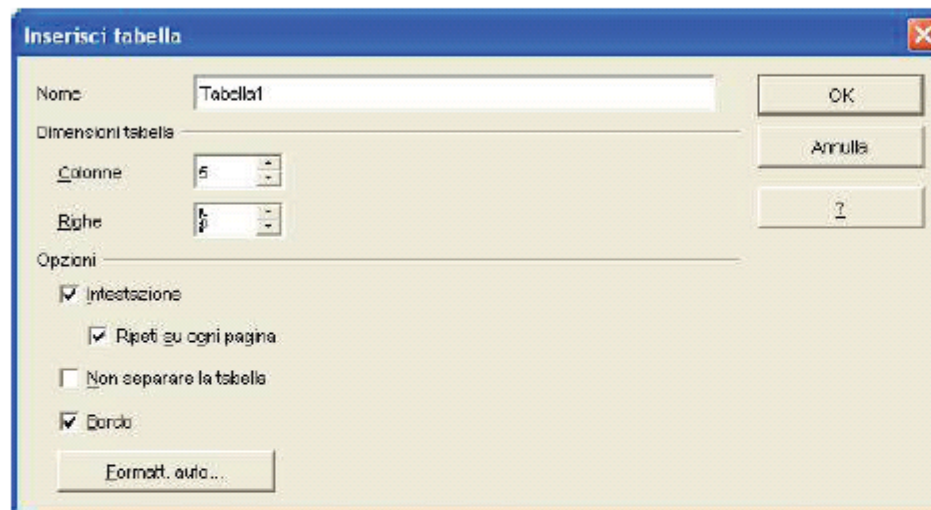 Inserisci tabella
Nome Tabella1 OK
Dimensioni tabella
Annulla
Colonne 5
Righe
?
Opzioni
Intestazione
Ripeti su ogni pagina
Non separare la tabella
Bordo
Formatt. auto...